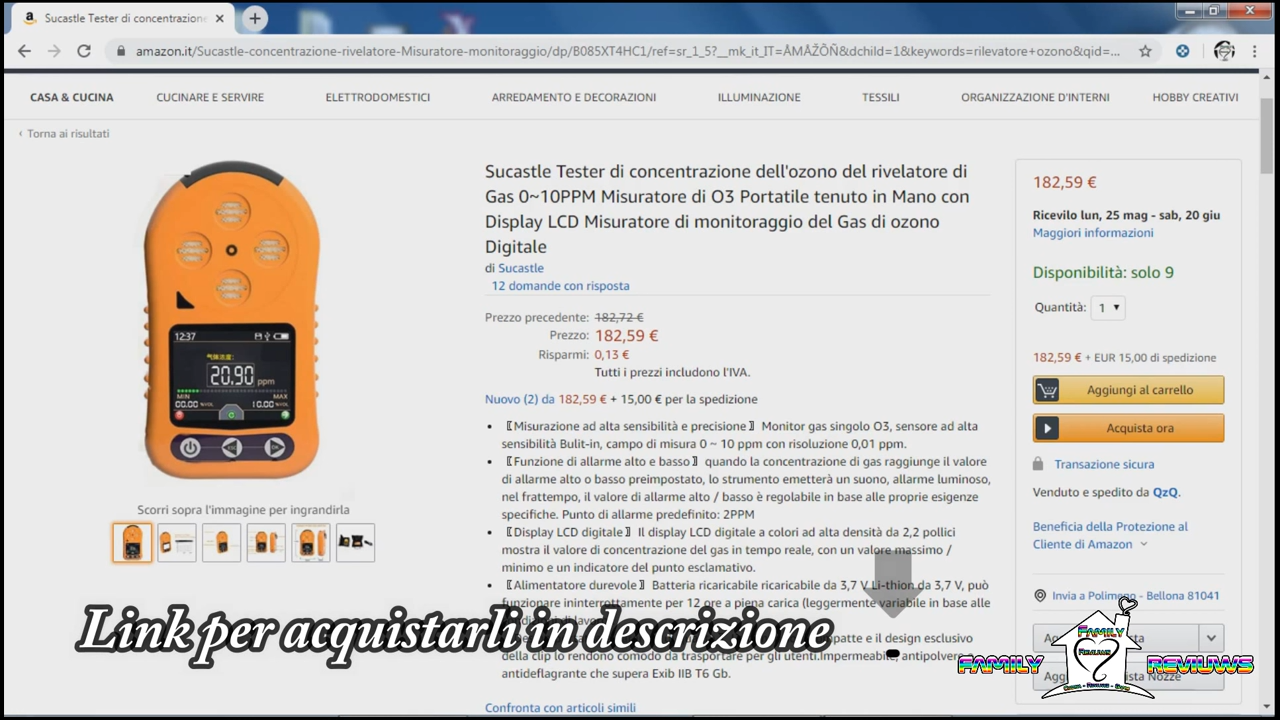 Sucastle Tester di concentrazione
amazon.it/Sucastle-concentrazione-rivelatore-Misuratore-monitoraggio/dp/B085XT4HC1/ref=sr_1_5?__mk_it_IT=ÅMÅŽÕÑ&dchild=1&keywords=rilevatore+ozono&qid=...
CASA & CUCINA CUCINARE E SERVIRE ELETTRODOMESTICI ARREDAMENTO E DECORAZIONI ILLUMINAZIONE TESSILI ORGANIZZAZIONE D'INTERNI HOBBY CREATIVI
‹ Torna ai risultati
12:37
20.90 ppm
MIN MAX
00.00 %VOL 10.00 %VOL
ESC OK
Scorri sopra l'immagine per ingrandirla
Sucastle Tester di concentrazione dell'ozono del rivelatore di
Gas 0~10PPM Misuratore di O3 Portatile tenuto in Mano con
Display LCD Misuratore di monitoraggio del Gas di ozono
Digitale
di Sucastle
12 domande con risposta
Prezzo precedente: 182,72 €
Prezzo: 182,59 €
Risparmi: 0,13 €
Tutti i prezzi includono l'IVA.
Nuovo (2) da 182,59 € + 15,00 € per la spedizione
• 〖Misurazione ad alta sensibilità e precisione〗 Monitor gas singolo O3, sensore ad alta
sensibilità Bulit-in, campo di misura 0 ~ 10 ppm con risoluzione 0,01 ppm.
• 〖Funzione di allarme alto e basso〗 quando la concentrazione di gas raggiunge il valore
di allarme alto o basso preimpostato, lo strumento emetterà un suono, allarme luminoso,
nel frattempo, il valore di allarme alto / basso è regolabile in base alle proprie esigenze
specifiche. Punto di allarme predefinito: 2PPM
• 〖Display LCD digitale〗 Il display LCD digitale a colori ad alta densità da 2,2 pollici
mostra il valore di concentrazione del gas in tempo reale, con un valore massimo /
minimo e un indicatore del punto esclamativo.
• 〖Alimentatore durevole〗 Batteria ricaricabile ricaricabile da 3,7 V Li-thion da 3,7 V, può
funzionare ininterrottamente per 12 ore a piena carica (leggermente variabile in base alle
e il design esclusivo
della clip lo rendono comodo da trasportare per gli utenti.Impermeabile, antipolvere
antideflagrante che supera Exib IIB T6 Gb.
Confronta con articoli simili
182,59 €
Ricevilo lun, 25 mag - sab, 20 giu
Maggiori informazioni
Disponibilità: solo 9
Quantità: 1
182,59 € + EUR 15,00 di spedizione
Aggiungi al carrello
Acquista ora
Transazione sicura
Venduto e spedito da QzQ.
Beneficia della Protezione al
Cliente di Amazon
Invia a Polimeno - Bellona 81041
Link per acquistarli in descrizione
FAMILY
REVIUWS
FAMILY REVIUWS